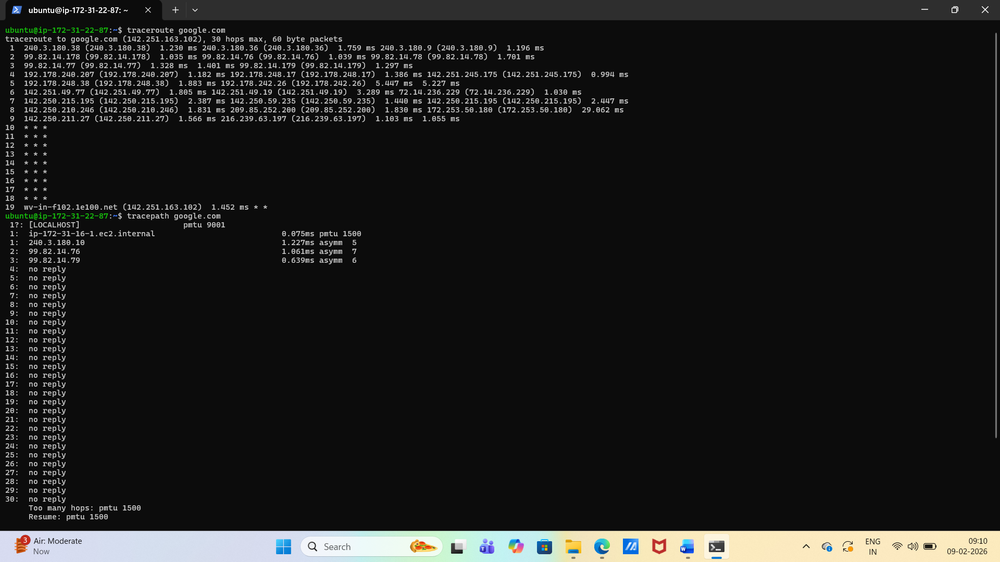 ubuntu@ip-172-31-22-87: ~
ubuntu@ip-172-31-22-87:~$ traceroute google.com
traceroute to google.com (142.251.163.102), 30 hops max, 60 byte packets
1 240.3.180.38 (240.3.180.38) 1.230 ms 240.3.180.36 (240.3.180.36) 1.759 ms 240.3.180.9 (240.3.180.9) 1.196 ms
2 99.82.14.178 (99.82.14.178) 1.035 ms 99.82.14.76 (99.82.14.76) 1.039 ms 99.82.14.78 (99.82.14.78) 1.701 ms
3 99.82.14.77 (99.82.14.77) 1.328 ms 1.401 ms 99.82.14.179 (99.82.14.179) 1.297 ms
4 192.178.240.207 (192.178.240.207) 1.182 ms 192.178.248.17 (192.178.248.17) 1.386 ms 142.251.245.175 (142.251.245.175) 0.994 ms
5 192.178.248.38 (192.178.248.38) 1.883 ms 192.178.242.26 (192.178.242.26) 5.447 ms 5.227 ms
6 142.251.49.77 (142.251.49.77) 1.805 ms 142.251.49.19 (142.251.49.19) 3.289 ms 72.14.236.229 (72.14.236.229) 1.030 ms
7 142.250.215.195 (142.250.215.195) 2.387 ms 142.250.59.235 (142.250.59.235) 1.440 ms 142.250.215.195 (142.250.215.195) 2.447 ms
8 142.250.210.246 (142.250.210.246) 1.831 ms 209.85.252.200 (209.85.252.200) 1.830 ms 172.253.50.180 (172.253.50.180) 29.062 ms
9 142.250.211.27 (142.250.211.27) 1.566 ms 216.239.63.197 (216.239.63.197) 1.103 ms 1.055 ms
10 * * *
11 * * *
12 * * *
13 * * *
14 * * *
15 * * *
16 * * *
17 * * *
18 * * *
19 wv-in-f102.1e100.net (142.251.163.102) 1.452 ms * *
ubuntu@ip-172-31-22-87:~$ tracepath google.com
1?: [LOCALHOST] pmtu 9001
1: ip-172-31-16-1.ec2.internal 0.075ms pmtu 1500
1: 240.3.180.10 1.227ms asymm 5
2: 99.82.14.76 1.061ms asymm 7
3: 99.82.14.79 0.639ms asymm 6
4: no reply
5: no reply
6: no reply
7: no reply
8: no reply
9: no reply
10: no reply
11: no reply
12: no reply
13: no reply
14: no reply
15: no reply
16: no reply
17: no reply
18: no reply
19: no reply
20: no reply
21: no reply
22: no reply
23: no reply
24: no reply
25: no reply
26: no reply
27: no reply
28: no reply
29: no reply
30: no reply
Too many hops: pmtu 1500
Resume: pmtu 1500
3 Air: Moderate
Now
Search
ENG
IN
09:10
09-02-2026